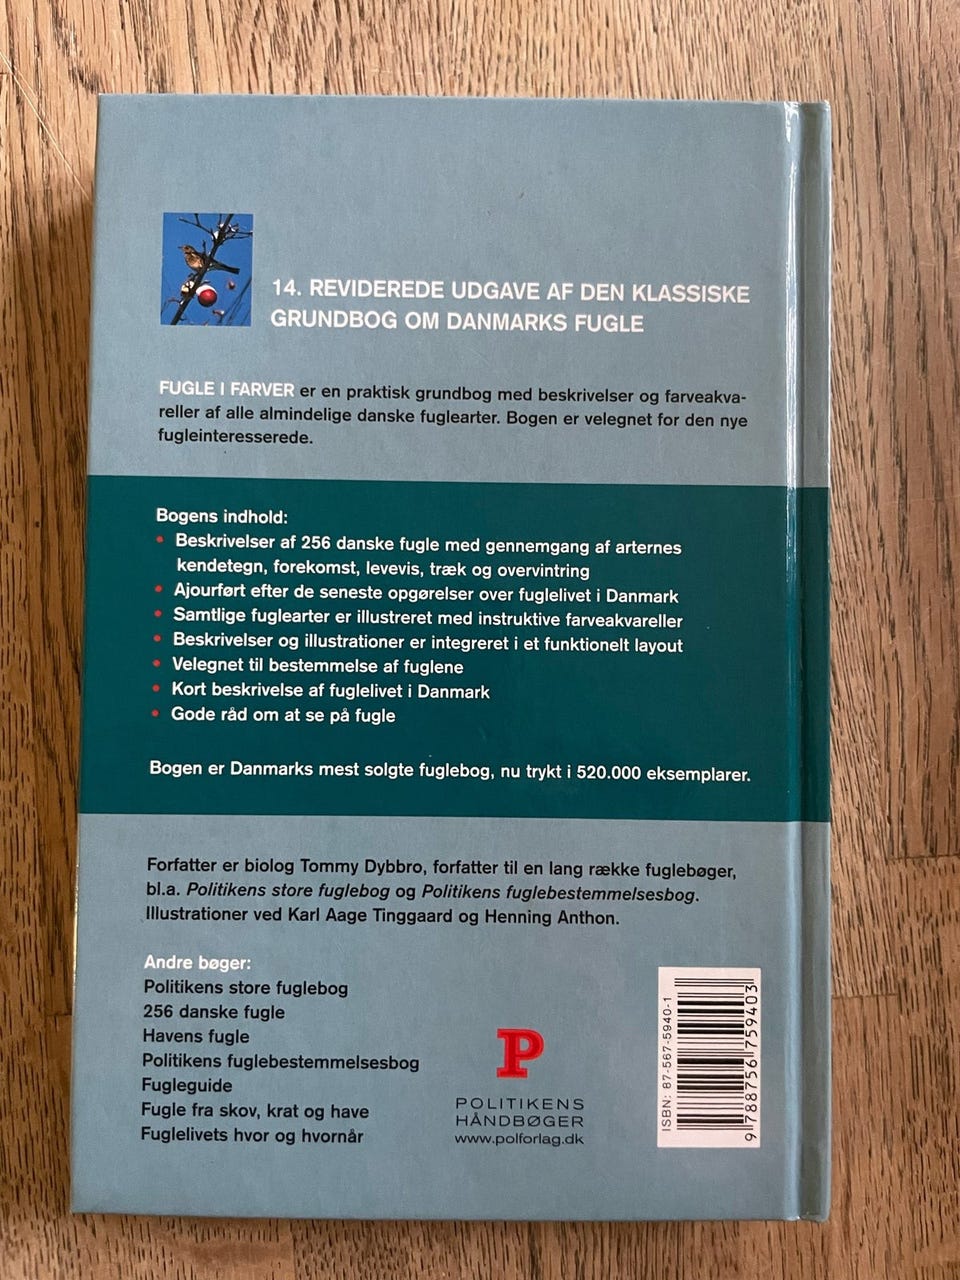 14. REVIDEREDE UDGAVE AF DEN KLASSISKE
GRUNDBOG OM DANMARKS FUGLE
FUGLE I FARVER er en praktisk grundbog med beskrivelser og farveakva-
reller af alle almindelige danske fuglearter. Bogen er velegnet for den nye
fugleinteresserede.
Bogens indhold:
• Beskrivelser af 256 danske fugle med gennemgang af arternes
kendetegn, forekomst, levevis, træk og overvintring
• Ajourført efter de seneste opgørelser over fuglelivet i Danmark
• Samtlige fuglearter er illustreret med instruktive farveakvareller
• Beskrivelser og illustrationer er integreret i et funktionelt layout
• Velegnet til bestemmelse af fuglene
• Kort beskrivelse af fuglelivet i Danmark
• Gode råd om at se på fugle
Bogen er Danmarks mest solgte fuglebog, nu trykt i 520.000 eksemplarer.
Forfatter er biolog Tommy Dybbro, forfatter til en lang række fuglebøger,
bl.a. Politikens store fuglebog og Politikens fuglebestemmelsesbog.
Illustrationer ved Karl Aage Tinggaard og Henning Anthon.
Andre bøger:
Politikens store fuglebog
256 danske fugle
Havens fugle
Politikens fuglebestemmelsesbog
Fugleguide
Fugle fra skov, krat og have
Fuglelivets hvor og hvornår
P
POLITIKENS
HÅNDBØGER
www.polforlag.dk
ISBN: 87-567-5940-1
9 788756 759403